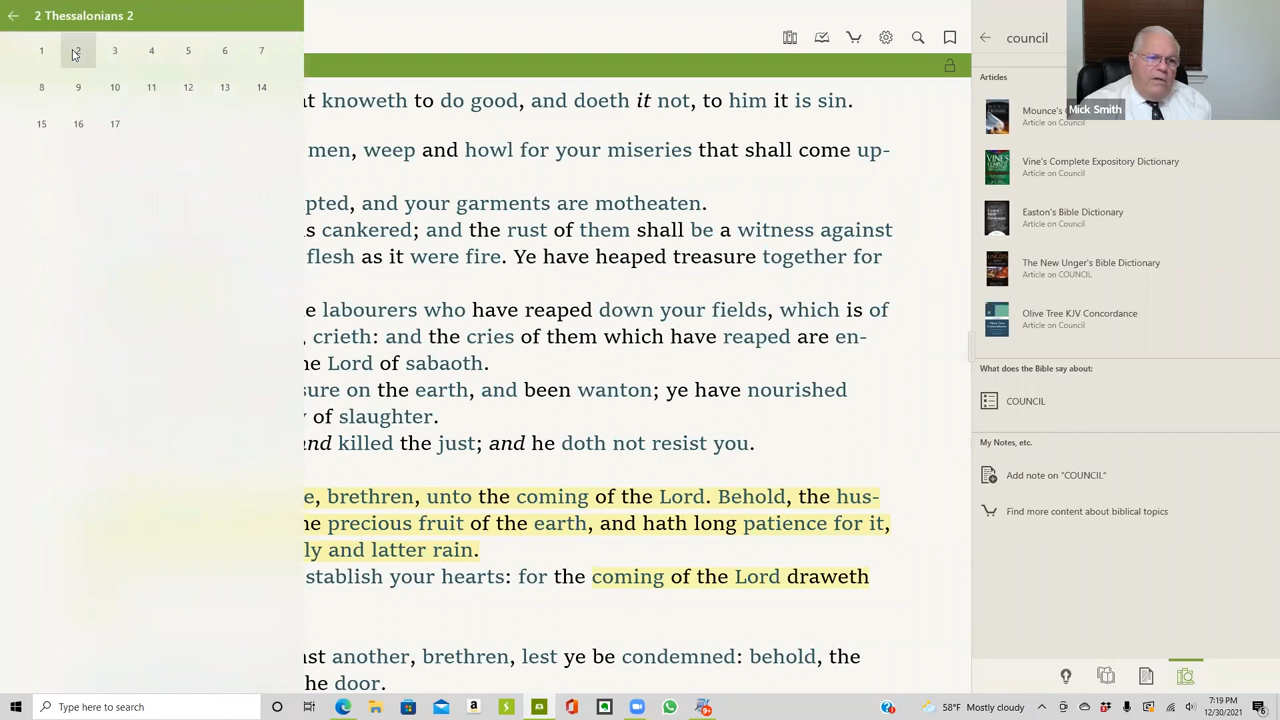 2 Thessalonians 2
1 2 3 4 5 6 7
8 9 10 11 12 13 14
15 16 17
t knoweth to do good, and doeth it not, to him it is sin.
men, weep and howl for your miseries that shall come up-
pted, and your garments are motheaten.
s cankered; and the rust of them shall be a witness against
flesh as it were fire. Ye have heaped treasure together for
e labourers who have reaped down your fields, which is of
, crieth: and the cries of them which have reaped are en-
he Lord of sabaoth.
sure on the earth, and been wanton; ye have nourished
y of slaughter.
and killed the just; and he doth not resist you.
e, brethren, unto the coming of the Lord. Behold, the hus-
he precious fruit of the earth, and hath long patience for it,
ly and latter rain.
stablish your hearts: for the coming of the Lord draweth
nst another, brethren, lest ye be condemned: behold, the
he door.
council
Articles
Mounce's
Article on Council
Vine's Complete Expository Dictionary
Article on Council
Easton's Bible Dictionary
Article on Council
The New Unger's Bible Dictionary
Article on COUNCIL
Olive Tree KJV Concordance
Article on Council
What does the Bible say about:
COUNCIL
My Notes, etc.
Add note on "COUNCIL"
Find more content about biblical topics
Mick Smith
Type here to search
58°F Mostly cloudy
7:19 PM
12/30/2021